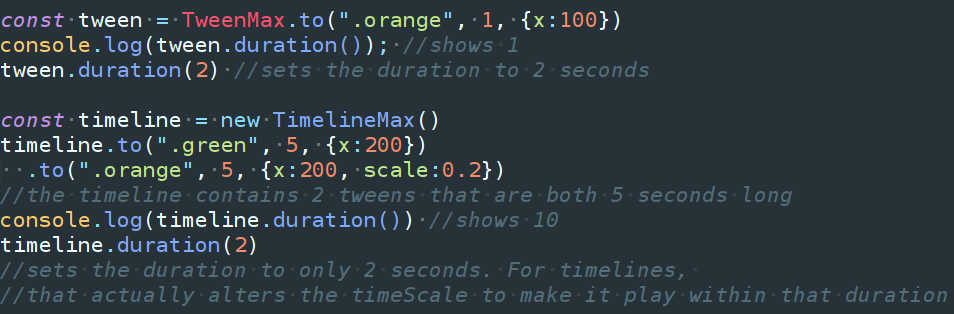 const tween = TweenMax.to(".orange", 1, {x:100})
console.log(tween.duration()); //shows 1
tween.duration(2) //sets the duration to 2 seconds

const timeline = new TimelineMax()
timeline.to(".green", 5, {x:200})
  .to(".orange", 5, {x:200, scale:0.2})
//the timeline contains 2 tweens that are both 5 seconds long
console.log(timeline.duration()) //shows 10
timeline.duration(2)
//sets the duration to only 2 seconds. For timelines,
//that actually alters the timeScale to make it play within that duration